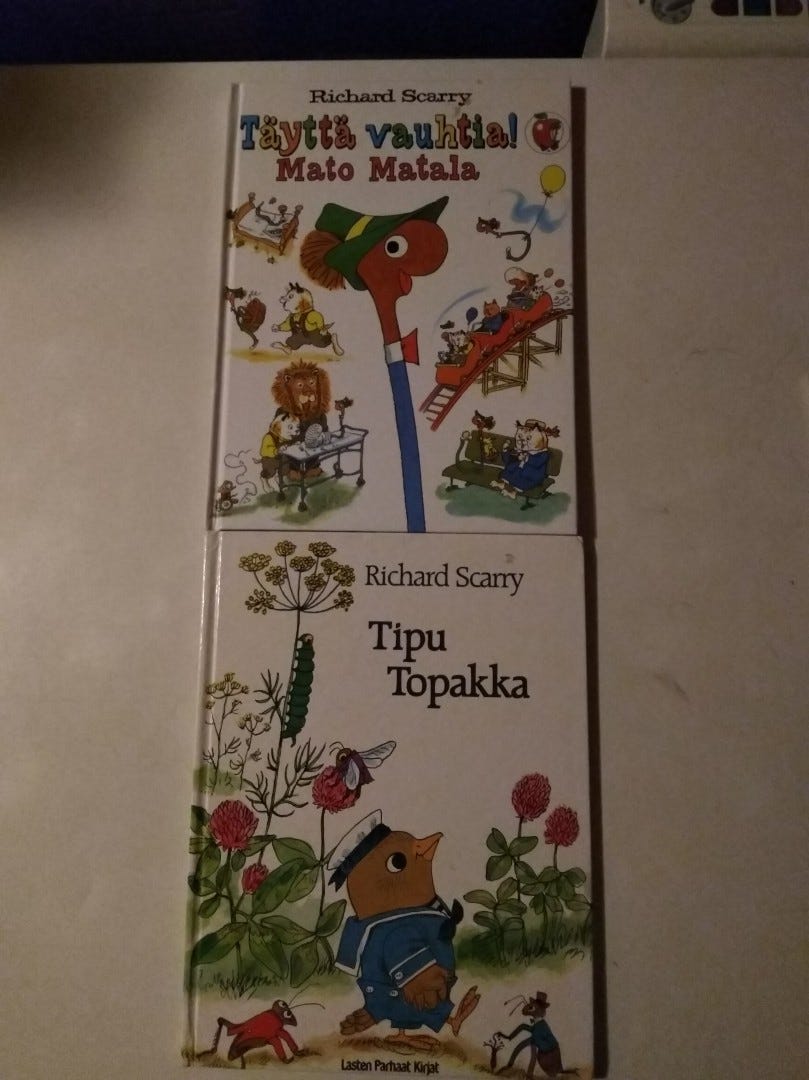 Richard Scarry
Täyttä vauhtia!
Mato Matala
Richard Scarry
Tipu
Topakka
Lasten Parhaat Kirjat